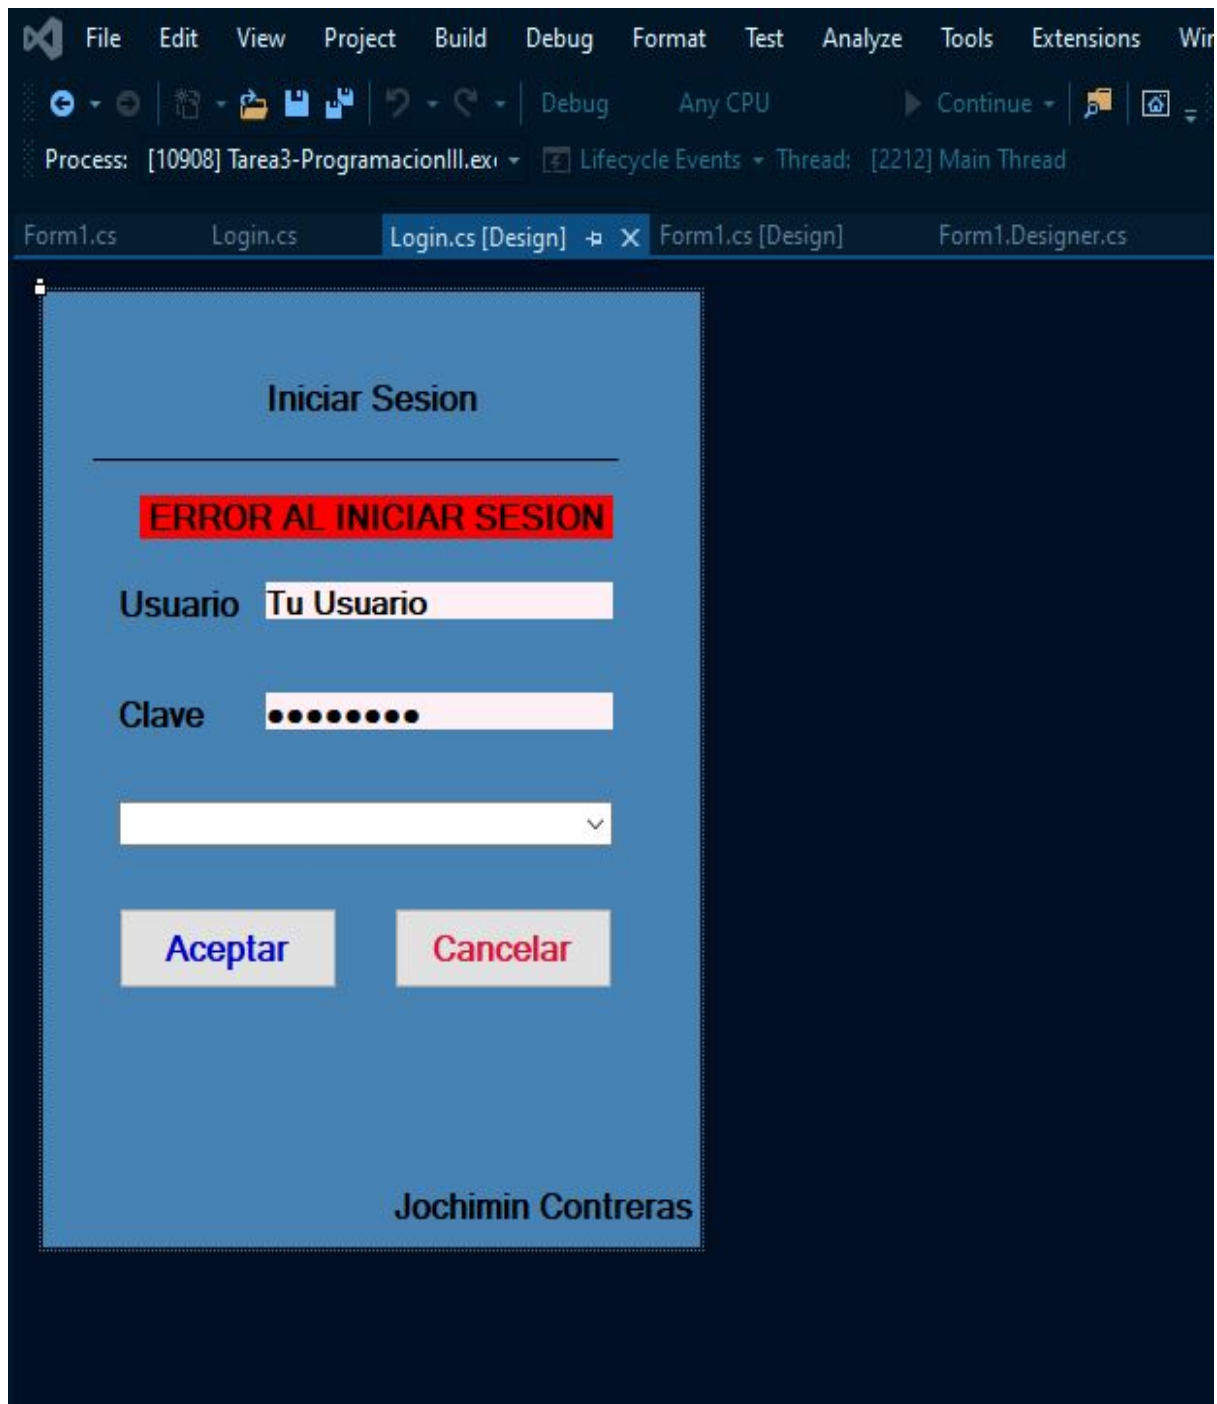 File Edit View Project Build Debug Format Test Analyze Tools Extensions
Debug Any CPU Continue
Process: [10908] Tarea3-ProgramacionIII.ex Lifecycle Events Thread: [2212] Main Thread
Form1.cs Login.cs Login.cs [Design] Form1.cs [Design] Form1.Designer.cs
Iniciar Sesion
ERROR AL INICIAR SESION
Usuario Tu Usuario
Clave ●●●●●●●●
Aceptar Cancelar
Jochimin Contreras